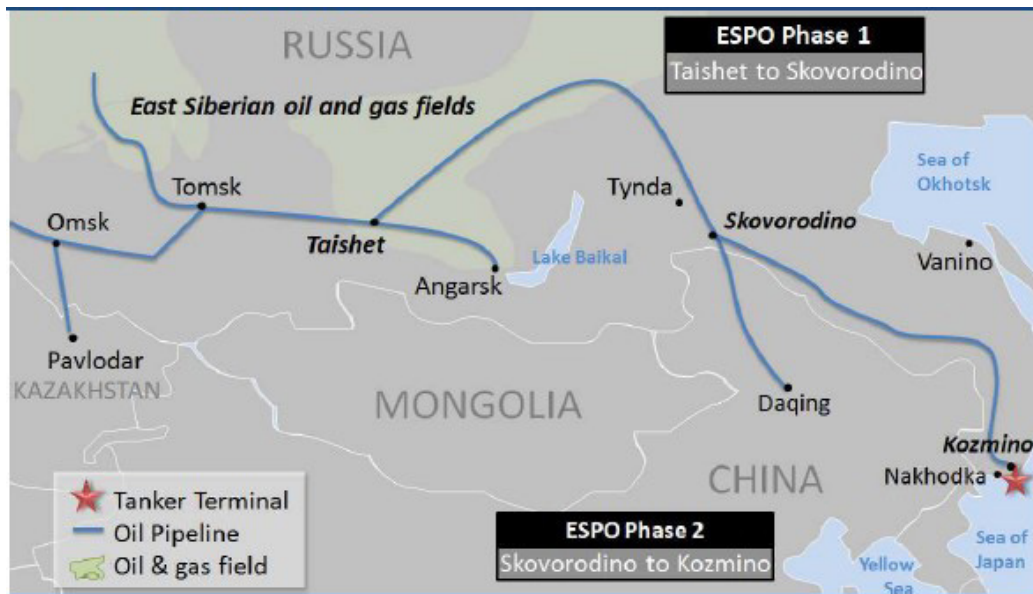 RUSSIA
ESPO Phase 1
Taishet to Skovorodino
East Siberian oil and gas fields
Sea of
Okhotsk
Tomsk
Tynda
Omsk
Taishet
Skovorodino
Lake Baikal
Vanino
Angarsk
Pavlodar
KAZAKHSTAN
MONGOLIA
Daqing
Kozmino
Nakhodka
CHINA
Tanker Terminal
Oil Pipeline
Oil & gas field
ESPO Phase 2
Skovorodino to Kozmino
Yellow
Sea
Sea of
Japan